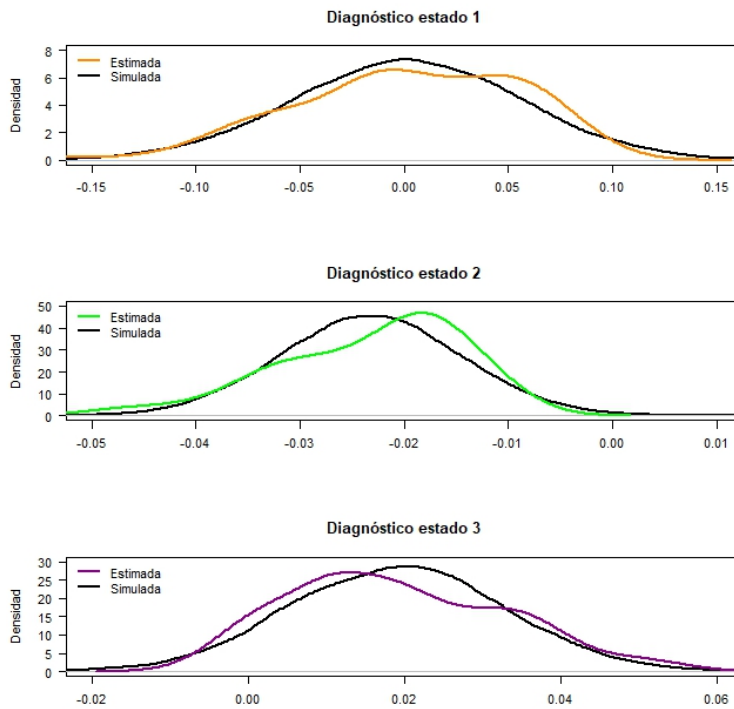 Diagnóstico estado 1
Densidad
8
6
4
2
0
Estimada
Simulada
-0.15 -0.10 -0.05 0.00 0.05 0.10 0.15
Diagnóstico estado 2
Densidad
50
40
30
20
10
0
Estimada
Simulada
-0.05 -0.04 -0.03 -0.02 -0.01 0.00 0.01
Diagnóstico estado 3
Densidad
30
25
20
15
10
5
0
Estimada
Simulada
-0.02 0.00 0.02 0.04 0.06